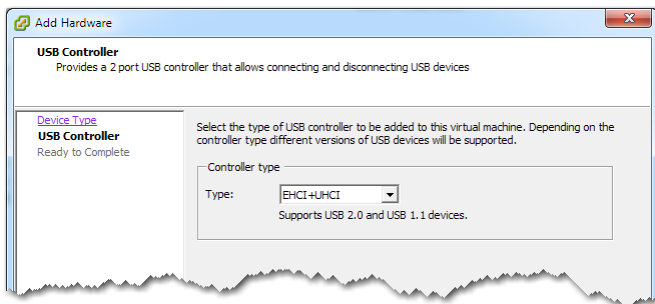 Add Hardware
USB Controller
Provides a 2 port USB controller that allows connecting and disconnecting USB devices
Device Type
USB Controller
Ready to Complete
Select the type of USB controller to be added to this virtual machine. Depending on the
controller type different versions of USB devices will be supported.
Controller type
Type:
EHCI+UHCI
Supports USB 2.0 and USB 1.1 devices.